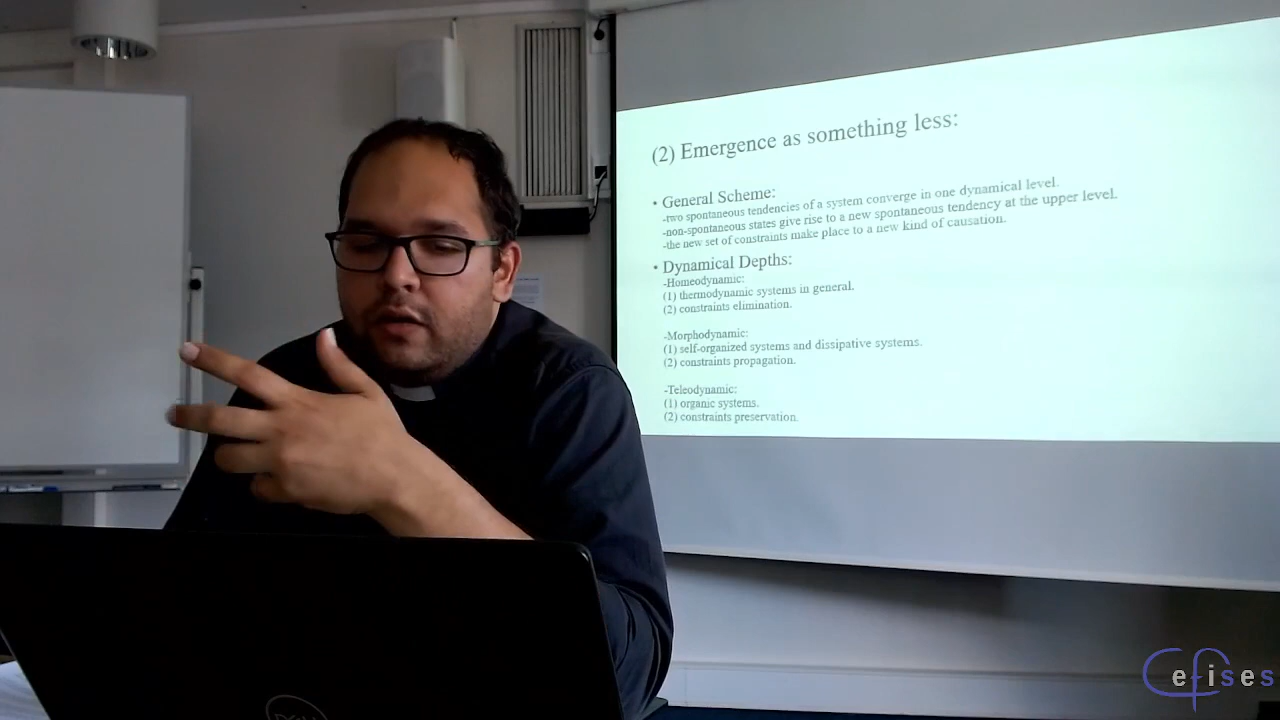 (2) Emergence as something less:
• General Scheme:
-two spontaneous tendencies of a system converge in one dynamical level.
-non-spontaneous states give rise to a new spontaneous tendency at the upper level.
-the new set of constraints make place to a new kind of causation.
• Dynamical Depths:
-Homeodynamic:
(1) thermodynamic systems in general.
(2) constraints elimination.
-Morphodynamic:
(1) self-organized systems and dissipative systems.
(2) constraints propagation.
-Teleodynamic:
(1) organic systems.
(2) constraints preservation.
DELL
Cefises